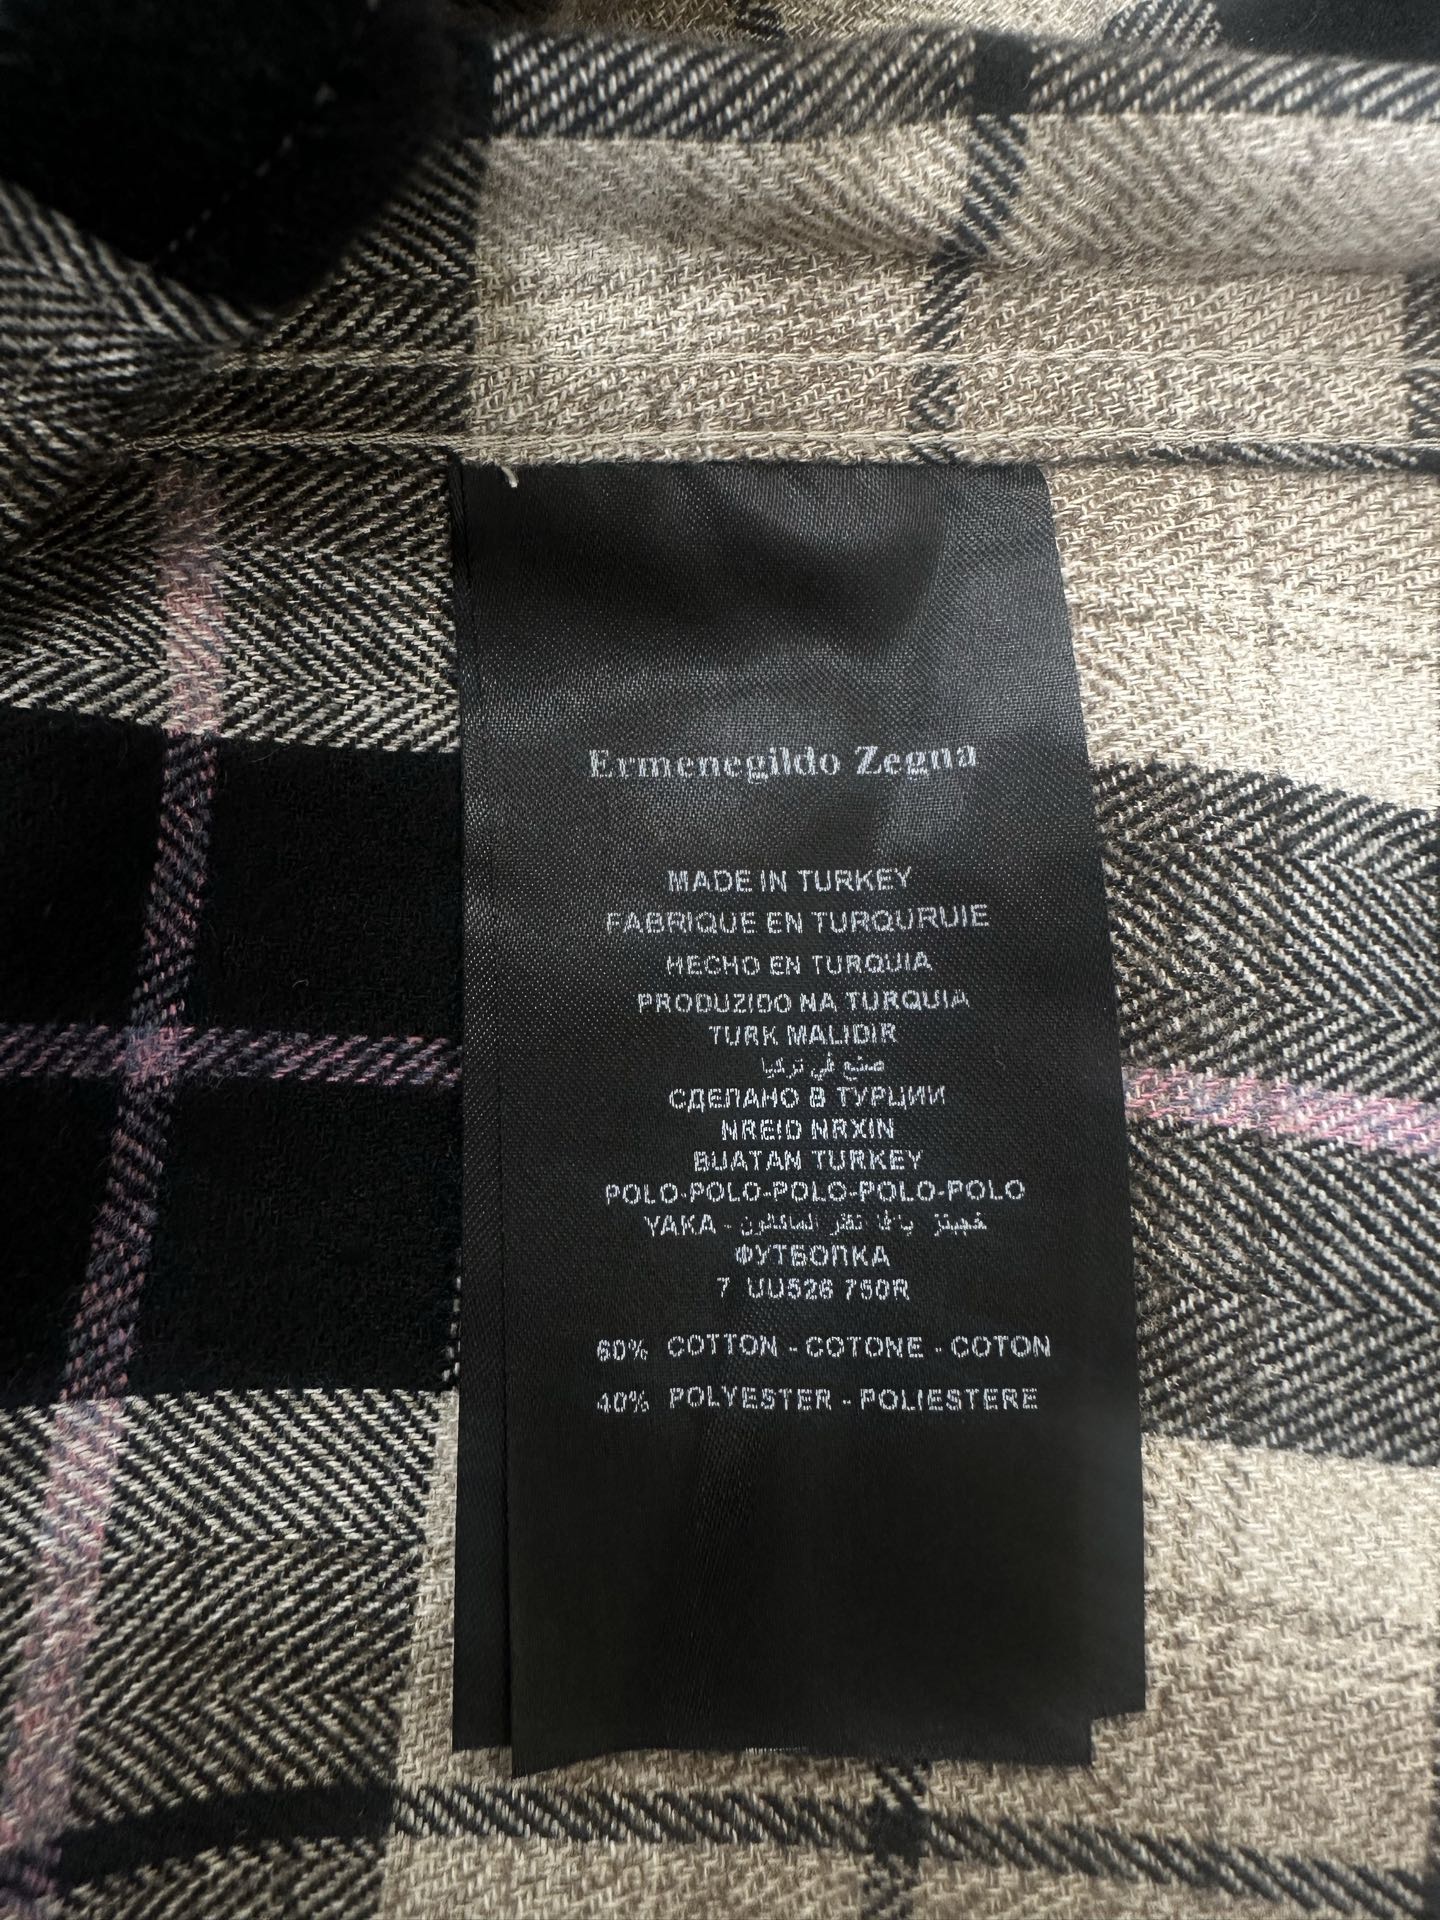 Ermenegildo Zegna
MADE IN TURKEY
FABRIQUE EN TURQURUIE
HECHO EN TURQUIA
PRODUZIDO NA TURQUIA
TURK MALIDIR
صنع في تركيا
СДЕЛАНО В ТУРЦИИ
NREID NRXIN
BUATAN TURKEY
POLO-POLO-POLO-POLO-POLO
YAKA -
ФУТБОЛКА
7 UU526 750R
60% COTTON - COTONE - COTON
40% POLYESTER - POLIESTERE